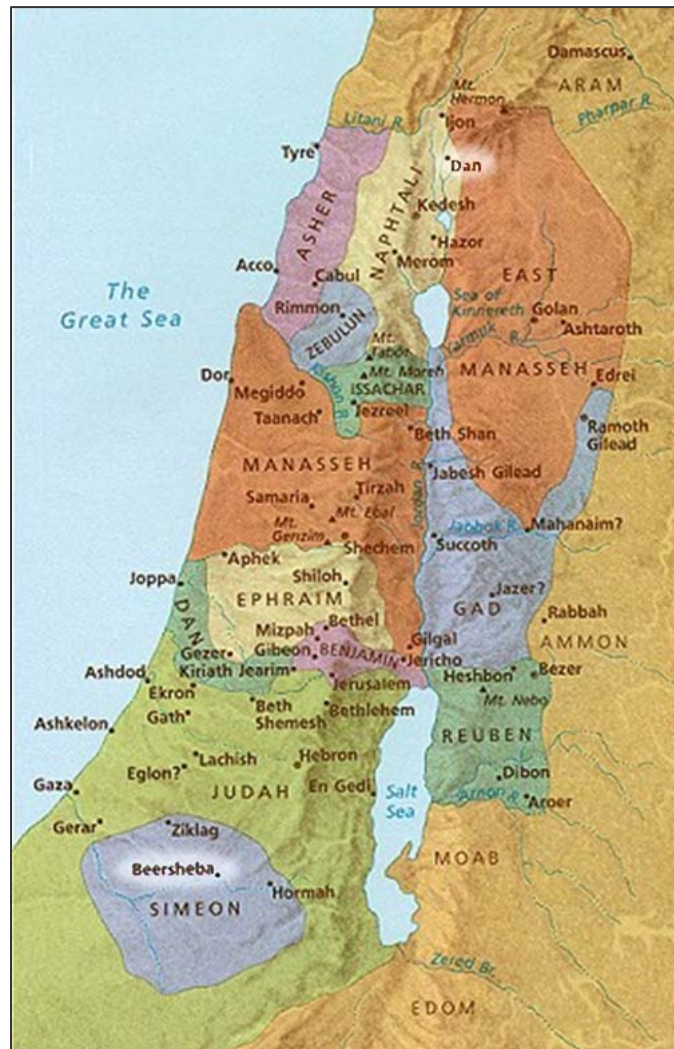 Damascus
ARAM
Mt.
Hermon
Ijon
Pharpar R.
Litani R.
Tyre
Dan
NAPHTALI
Kedesh
ASHER
Hazor
Merom
Acco
Cabul
EAST
The
Great Sea
Rimmon
Sea of
Kinnereth
Golan
Ashtaroth
ZEBULUN
Yarmuk R.
Mt.
Tabor
Mt. Moreh
MANASSEH
Kishon R.
ISSACHAR
Edrei
Dor
Megiddo
Jezreel
Taanach
Beth Shan
Ramoth
Gilead
MANASSEH
Jabesh Gilead
Jordan R.
Tirzah
Samaria
Mt. Ebal
Jabbok R.
Mahanaim?
Mt.
Gerizim
Shechem
Succoth
Aphek
Joppa
Shiloh
Jazer?
EPHRAIM
DAN
GAD
Rabbah
Bethel
Mizpah
AMMON
Gezer
Gibeon
BENJAMIN
Gilgal
Jericho
Kiriath Jearim
Heshbon
Bezer
Ashdod
Jerusalem
Ekron
Mt. Nebo
Gath
Beth
Shemesh
Bethlehem
Ashkelon
REUBEN
Lachish
Hebron
Eglon?
Dibon
Gaza
JUDAH
En Gedi
Salt
Sea
Arnon R.
Aroer
Gerar
Ziklag
MOAB
Beersheba
Hormah
SIMEON
Zered Br.
EDOM